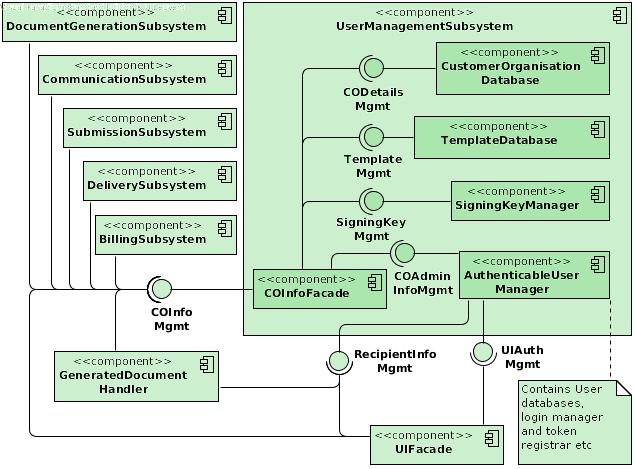 <<component>>
DocumentGenerationSubsystem
<<component>>
UserManagementSubsystem
<<component>>
CommunicationSubsystem
<<component>>
CustomerOrganisation
Database
CODetails
Mgmt
<<component>>
SubmissionSubsystem
<<component>>
TemplateDatabase
Template
Mgmt
<<component>>
DeliverySubsystem
<<component>>
SigningKeyManager
SigningKey
Mgmt
<<component>>
BillingSubsystem
<<component>>
AuthenticableUser
Manager
COAdmin
InfoMgmt
<<component>>
COInfoFacade
COInfo
Mgmt
<<component>>
GeneratedDocument
Handler
RecipientInfo
Mgmt
UIAuth
Mgmt
Contains User
databases,
login manager
and token
registrar etc
<<component>>
UIFacade